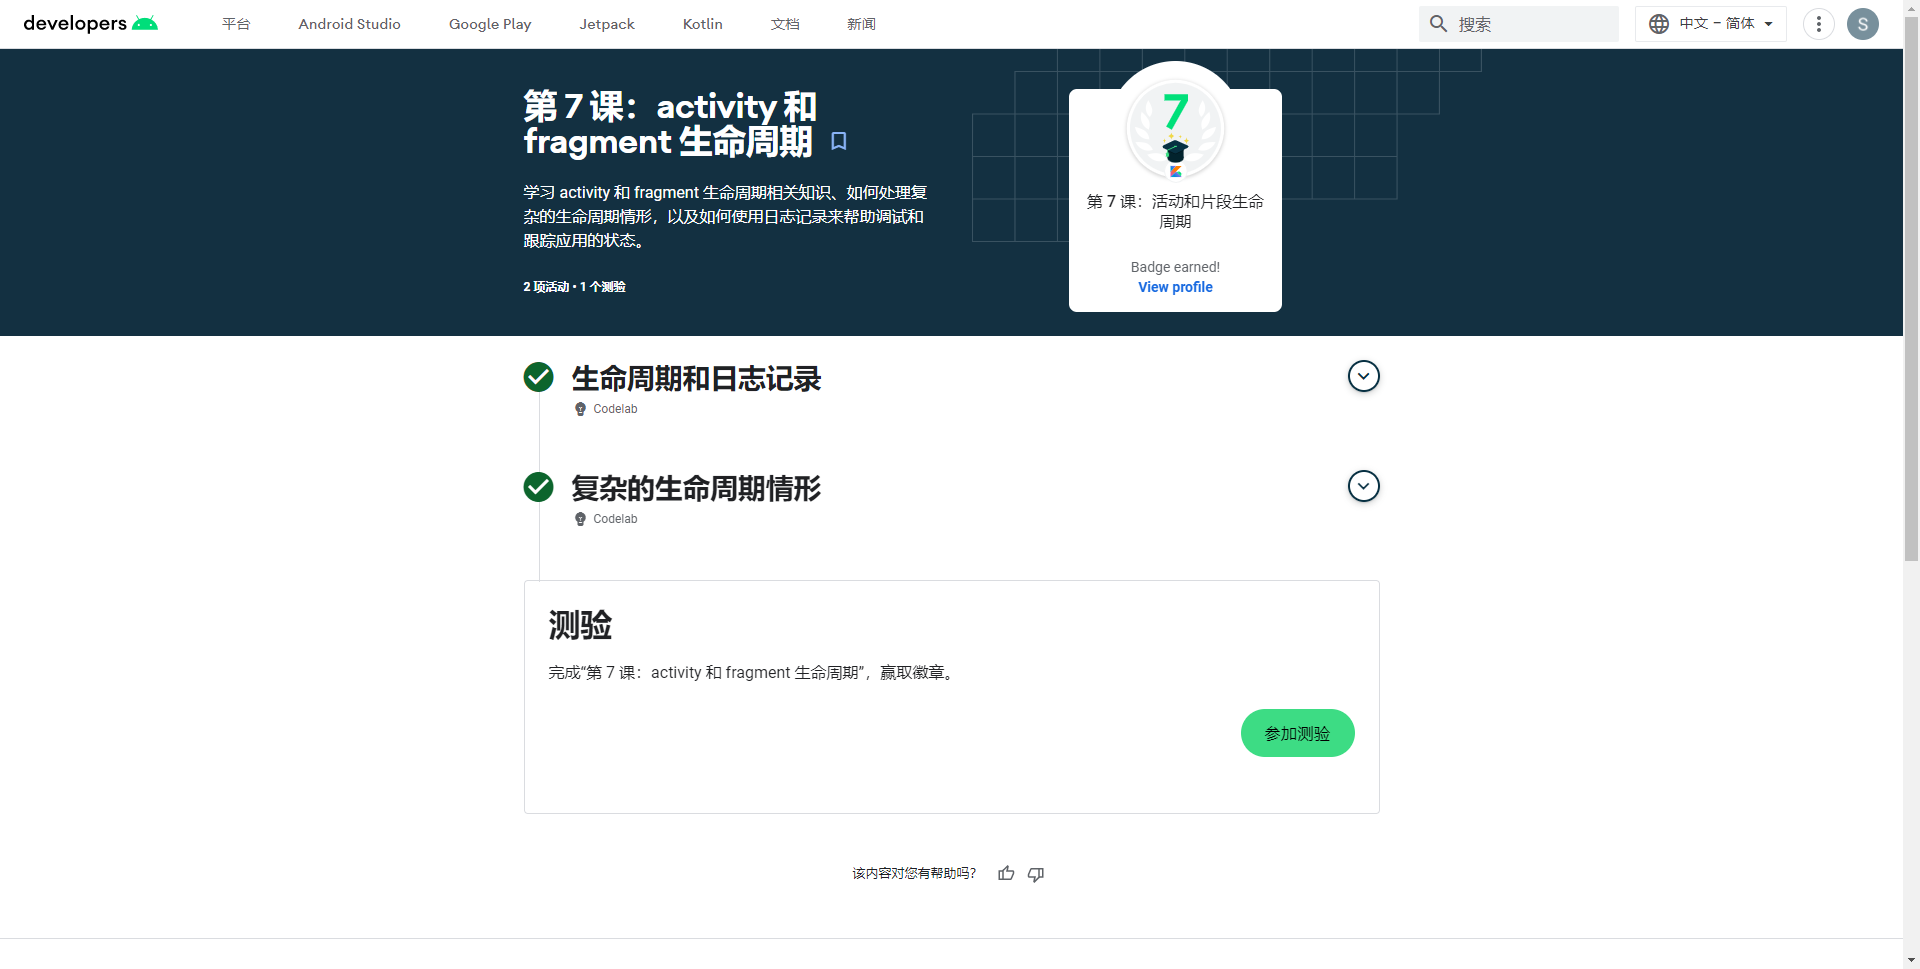 developers
平台
Android Studio
Google Play
Jetpack
Kotlin
文档
新闻
搜索
中文 – 简体
S
第 7 课：activity 和
fragment 生命周期
学习 activity 和 fragment 生命周期相关知识、如何处理复
杂的生命周期情形，以及如何使用日志记录来帮助调试和
跟踪应用的状态。
2 项活动 • 1 个测验
7
第 7 课：活动和片段生命
周期
Badge earned!
View profile
生命周期和日志记录
Codelab
复杂的生命周期情形
Codelab
测验
完成“第 7 课：activity 和 fragment 生命周期”，赢取徽章。
参加测验
该内容对您有帮助吗？